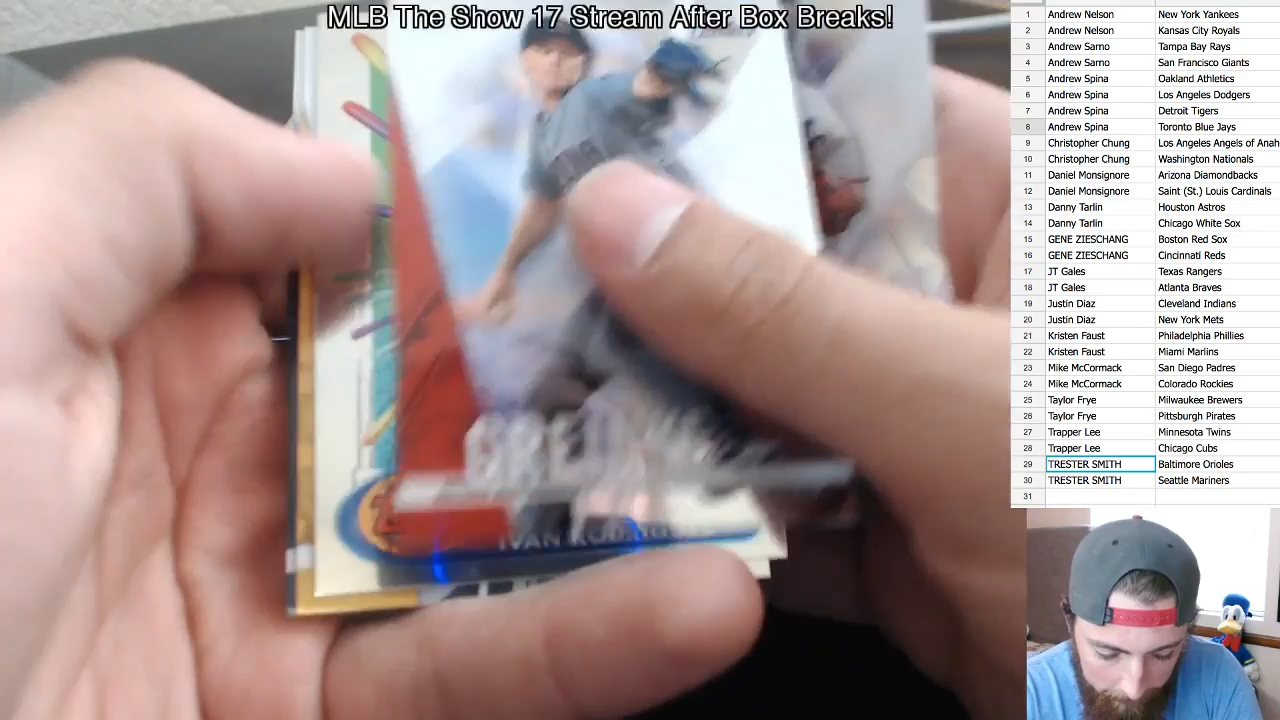 MLB The Show 17 Stream After Box Breaks!
1 Andrew Nelson New York Yankees
2 Andrew Nelson Kansas City Royals
3 Andrew Sarno Tampa Bay Rays
4 Andrew Sarno San Francisco Giants
5 Andrew Spina Oakland Athletics
6 Andrew Spina Los Angeles Dodgers
7 Andrew Spina Detroit Tigers
8 Andrew Spina Toronto Blue Jays
9 Christopher Chung Los Angeles Angels of Anah
10 Christopher Chung Washington Nationals
11 Daniel Monsignore Arizona Diamondbacks
12 Daniel Monsignore Saint (St.) Louis Cardinals
13 Danny Tarlin Houston Astros
14 Danny Tarlin Chicago White Sox
15 GENE ZIESCHANG Boston Red Sox
16 GENE ZIESCHANG Cincinnati Reds
17 JT Gales Texas Rangers
18 JT Gales Atlanta Braves
19 Justin Diaz Cleveland Indians
20 Justin Diaz New York Mets
21 Kristen Faust Philadelphia Phillies
22 Kristen Faust Miami Marlins
23 Mike McCormack San Diego Padres
24 Mike McCormack Colorado Rockies
25 Taylor Frye Milwaukee Brewers
26 Taylor Frye Pittsburgh Pirates
27 Trapper Lee Minnesota Twins
28 Trapper Lee Chicago Cubs
29 TRESTER SMITH Baltimore Orioles
30 TRESTER SMITH Seattle Mariners
31
IVAN